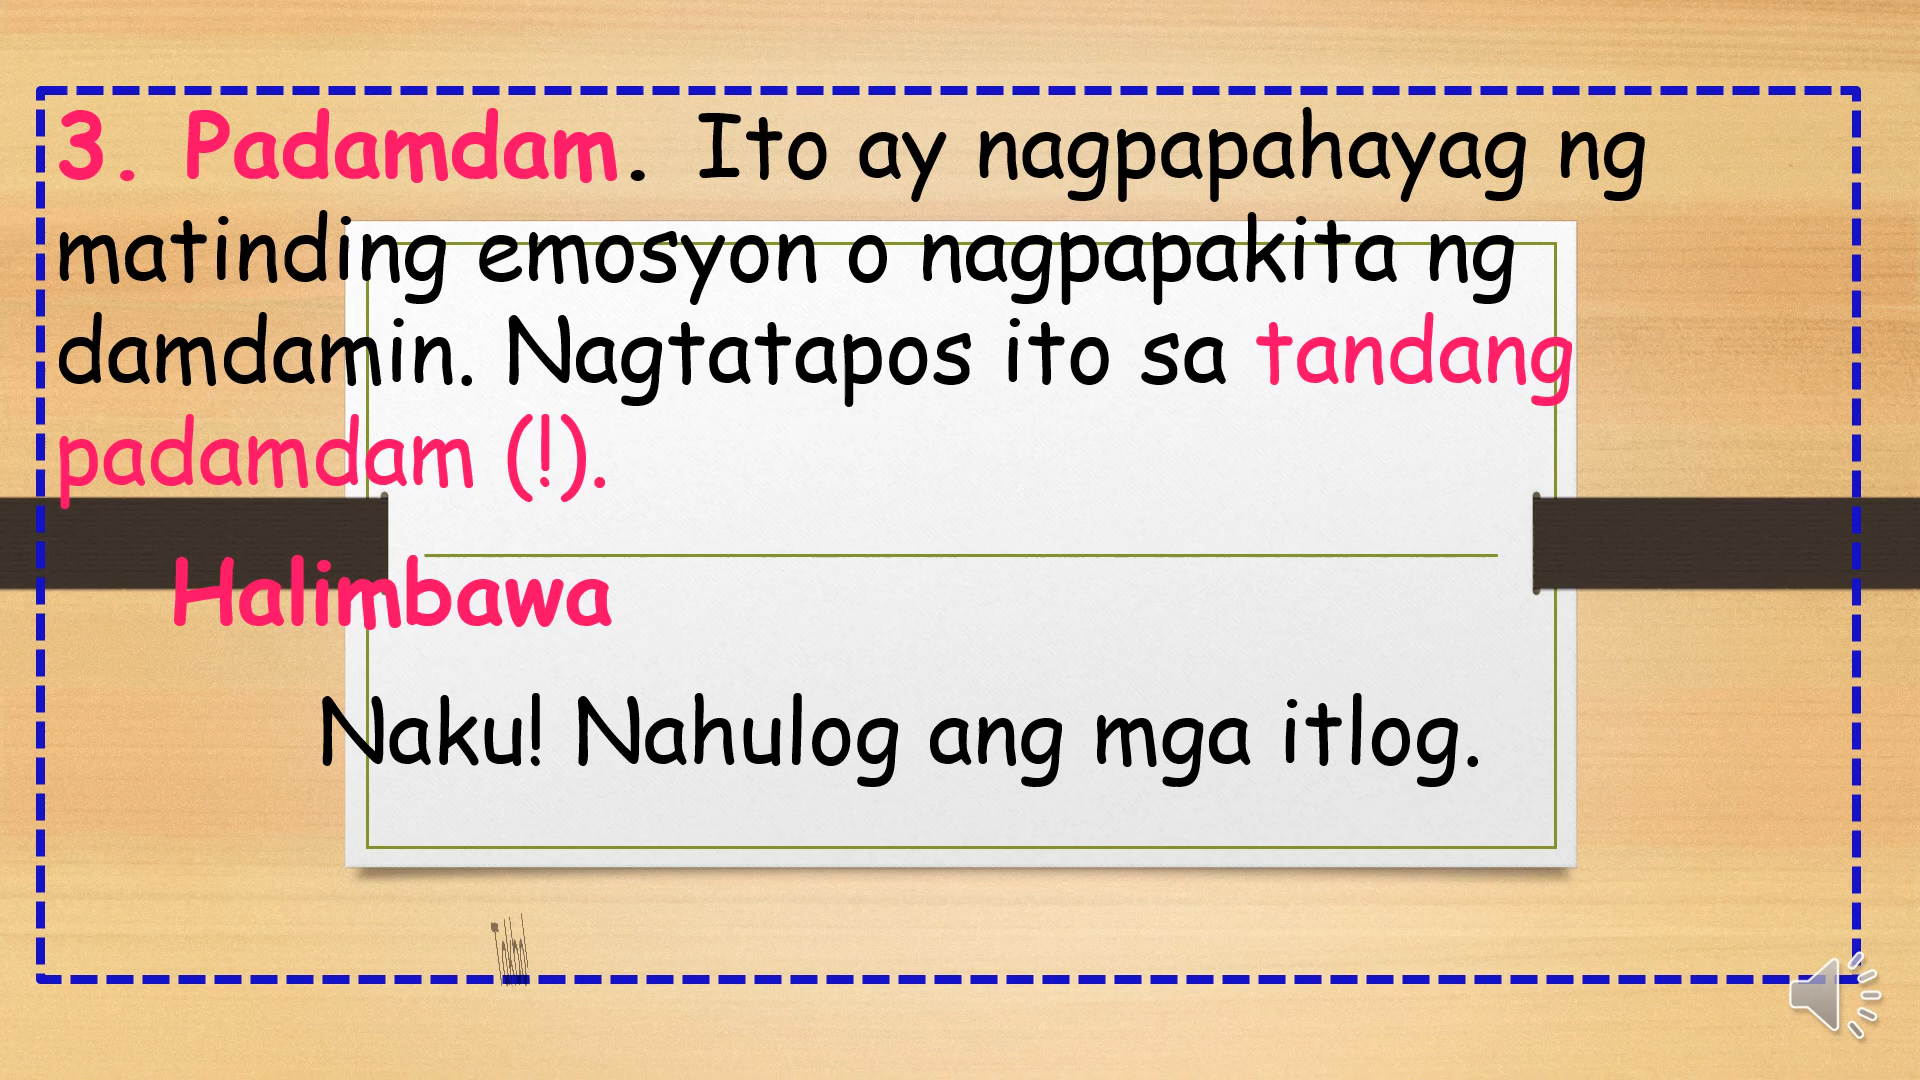 3. Padamdam. Ito ay nagpapahayag ng
matinding emosyon o nagpapakita ng
damdamin. Nagtatapos ito sa tandang
padamdam (!).
Halimbawa
Naku! Nahulog ang mga itlog.